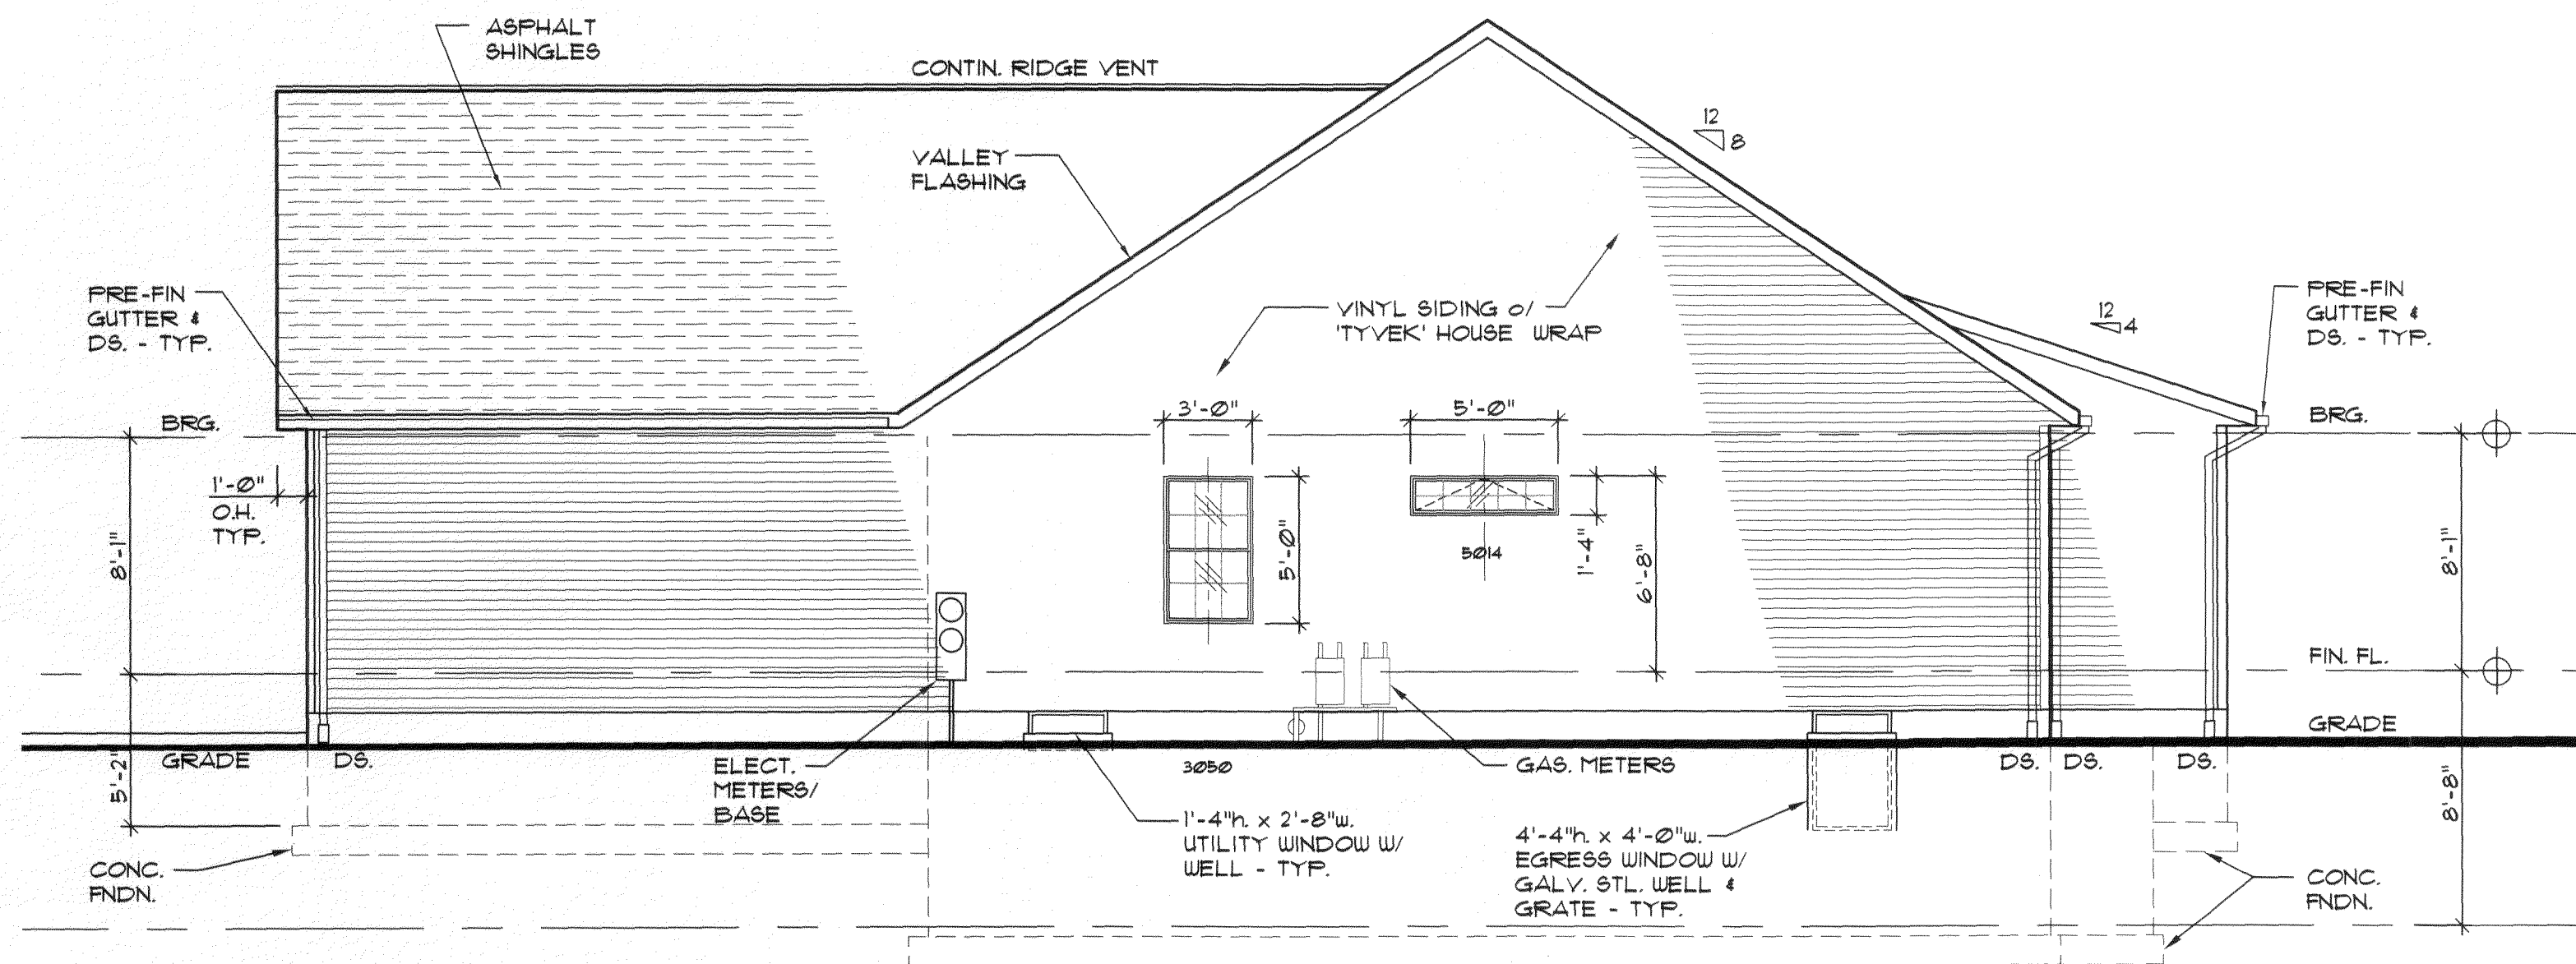 ASPHALT
SHINGLES
CONTIN. RIDGE VENT
12
8
VALLEY
FLASHING
PRE-FIN
GUTTER &
DS. - TYP.
VINYL SIDING o/
'TYVEK' HOUSE WRAP
12
4
PRE-FIN
GUTTER &
DS. - TYP.
BRG.
3'-0"
5'-0"
BRG.
1'-0"
O.H.
TYP.
8'-1"
5'-0"
5014
1'-4"
6'-8"
8'-1"
FIN. FL.
GRADE
GRADE
DS.
5'-2"
ELECT.
METERS/
BASE
3050
GAS. METERS
DS.
DS.
DS.
8'-8"
1'-4"h. x 2'-8"w.
UTILITY WINDOW W/
WELL - TYP.
4'-4"h. x 4'-0"w.
EGRESS WINDOW W/
GALV. STL. WELL &
GRATE - TYP.
CONC.
FNDN.
CONC.
FNDN.